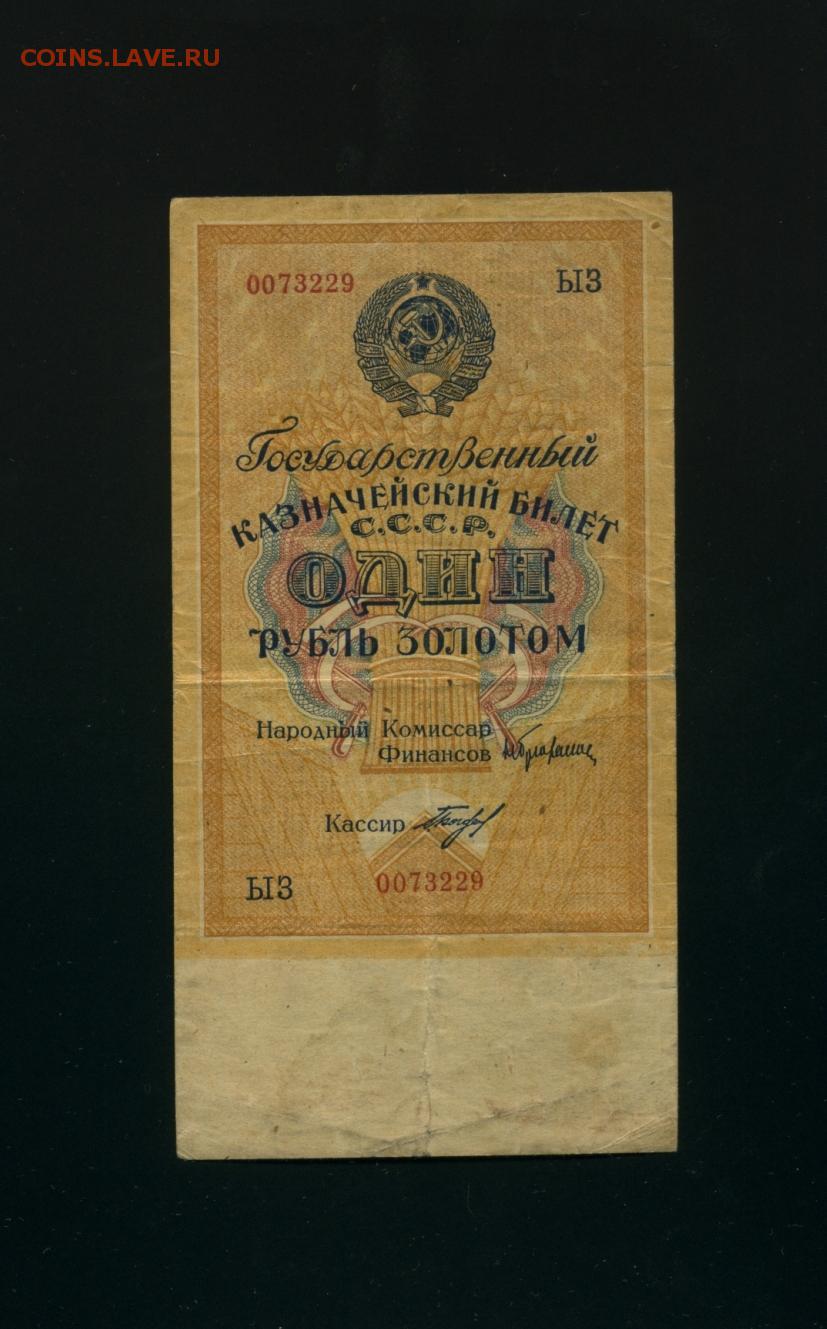 COINS.LAVE.RU
0073229 ЫЗ
Государственный
КАЗНАЧЕЙСКИЙ БИЛЕТ
С.С.С.Р.
ОДИН
РУБЛЬ ЗОЛОТОМ
Народный Комиссар
Финансов
Кассир
ЫЗ 0073229